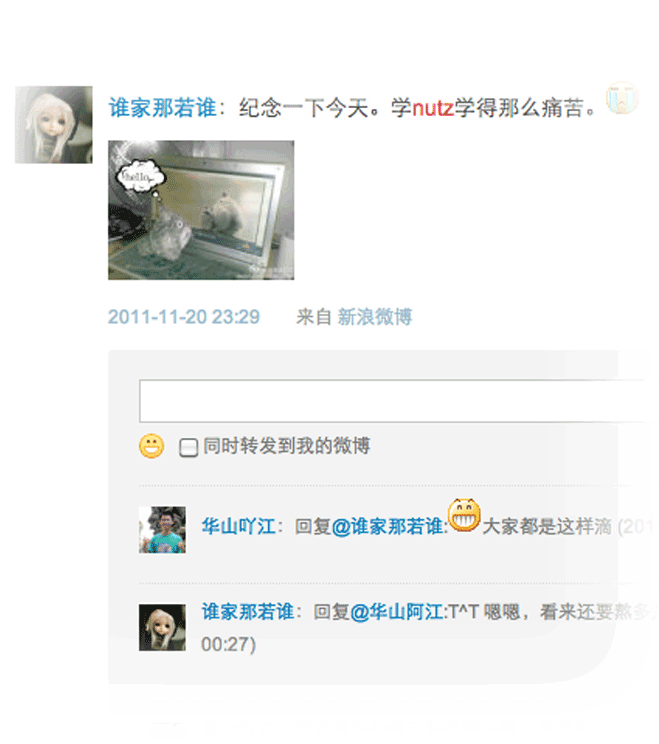 谁家那若谁：纪念一下今天。学nutz学得那么痛苦。
hello...
2011-11-20 23:29 来自 新浪微博
同时转发到我的微博
华山吖江：回复@谁家那若谁:大家都是这样滴 (201
谁家那若谁：回复@华山阿江:T^T 嗯嗯，看来还要熬多
00:27)